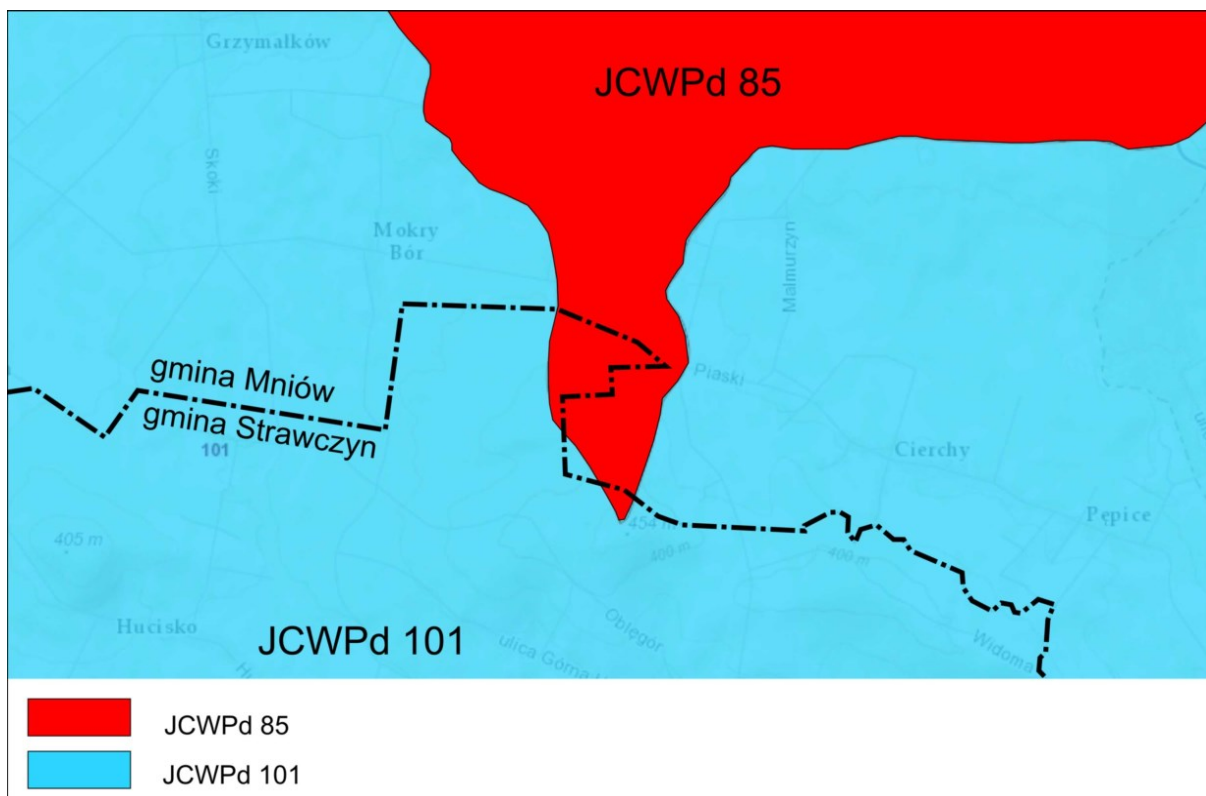 Grzymałków
JCWPd 85
Skoki
Mokry
Bór
Malmurzyn
gmina Mniów
gmina Strawczyn
Piaski
101
Cierchy
Pępice
454 m
400 m
405 m
400 m
Hucisko
JCWPd 101
Oblęgór
ulica Górna
Widoma
JCWPd 85
JCWPd 101